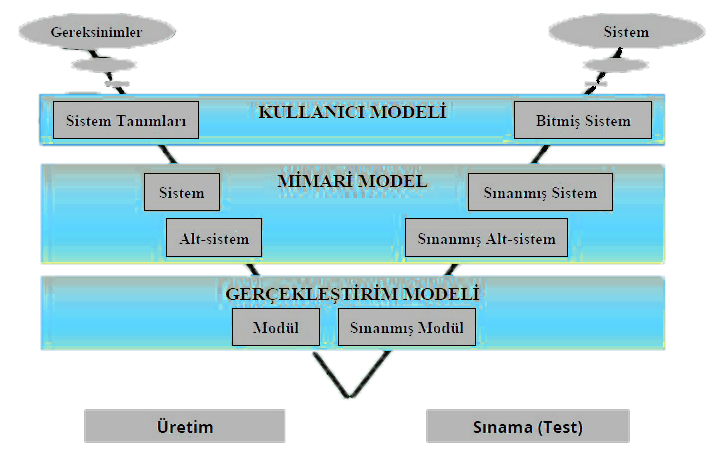 Gereksinimler
Sistem
KULLANICI MODELİ
Sistem Tanımları
Bitmiş Sistem
MİMARİ MODEL
Sistem
Sınanmış Sistem
Alt-sistem
Sınanmış Alt-sistem
GERÇEKLEŞTİRİM MODELİ
Modül
Sınanmış Modül
Üretim
Sınama (Test)